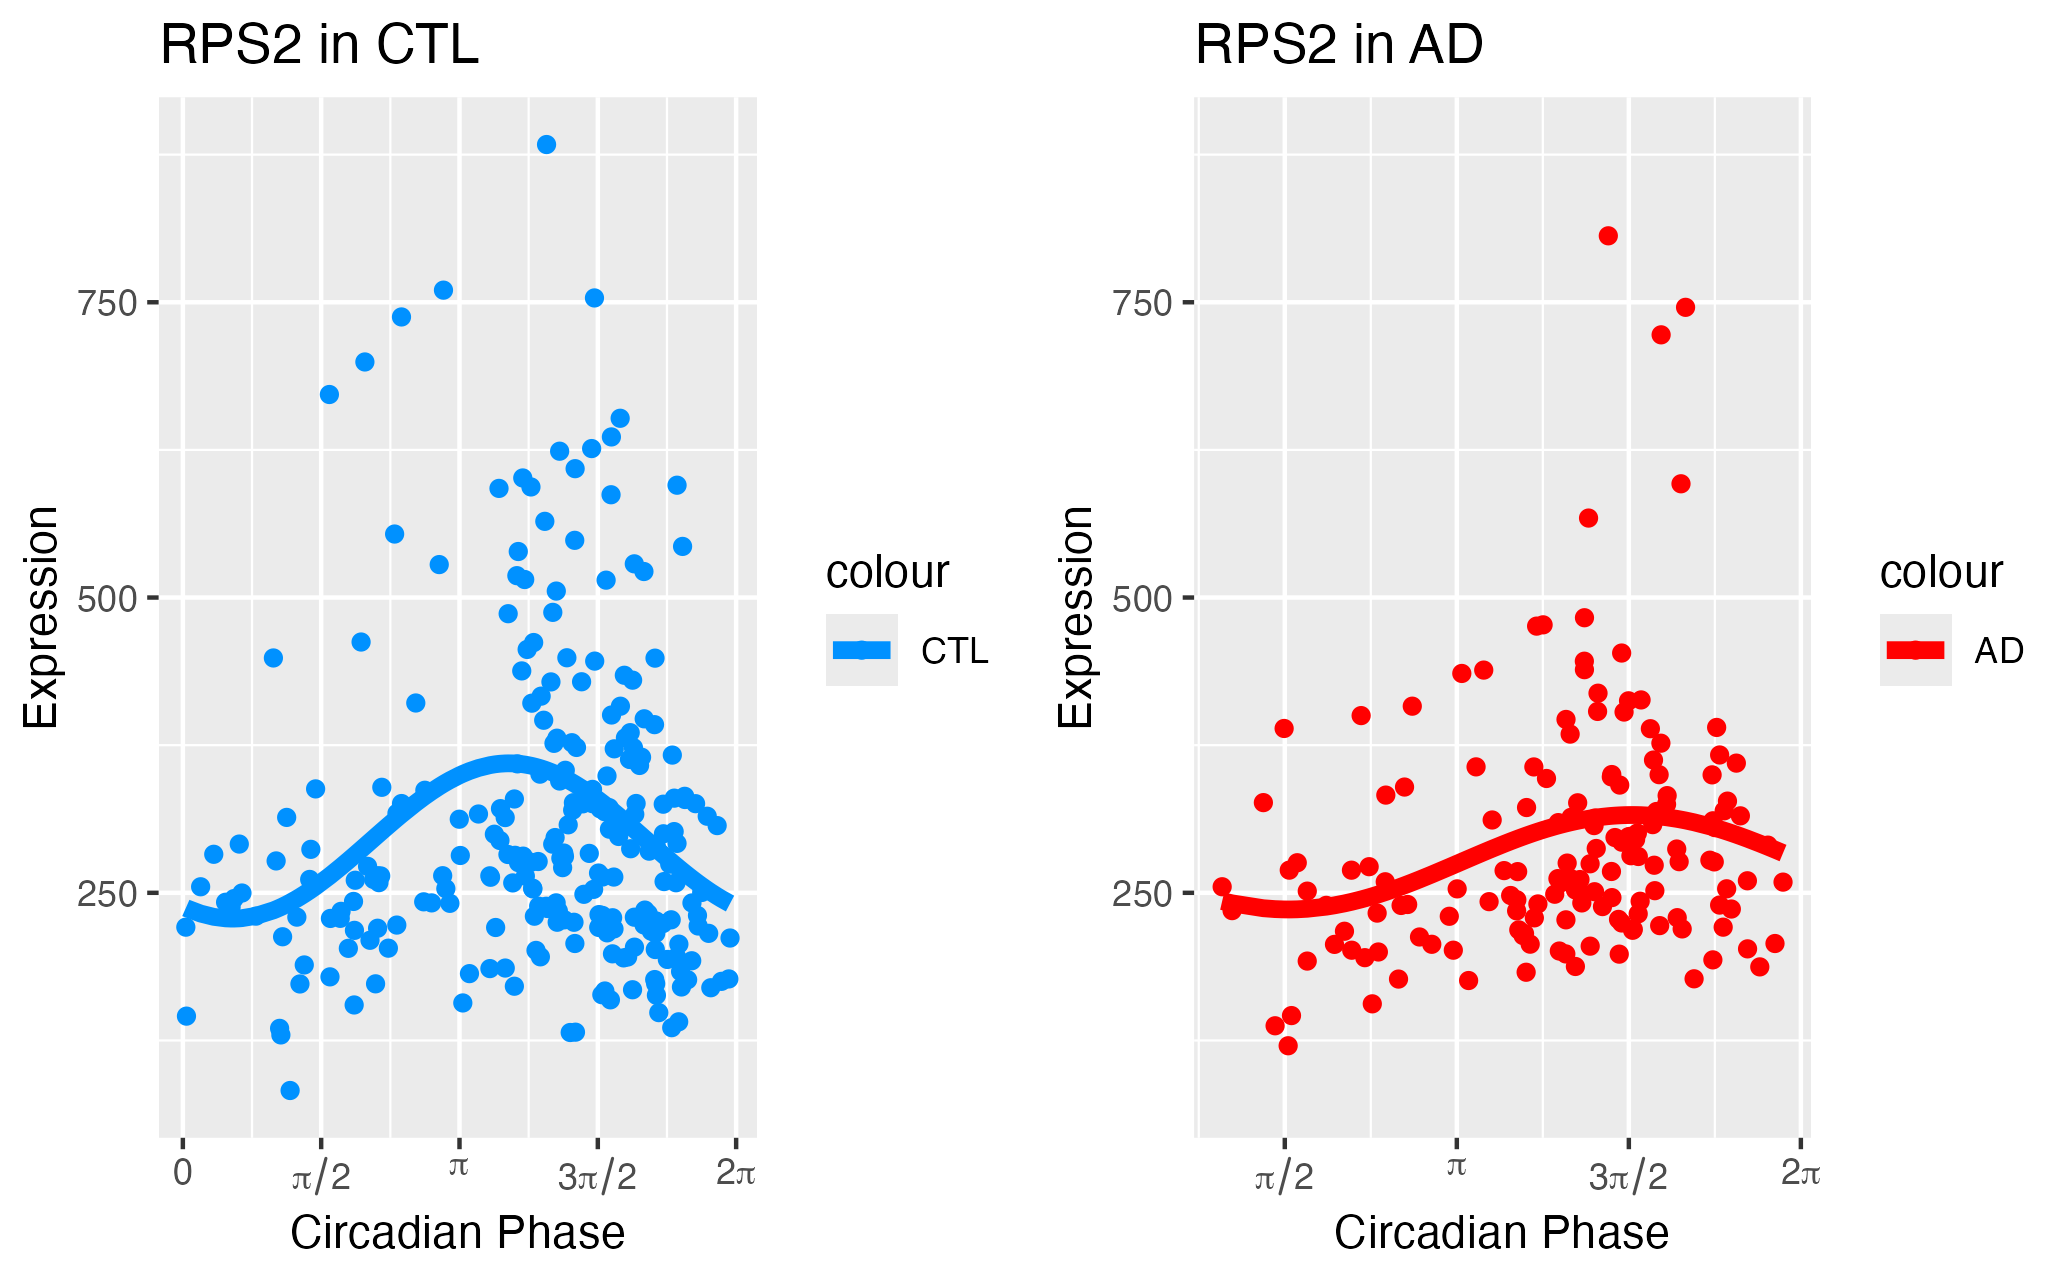 RPS2 in CTL
Expression
750
500
250
0
π/2
π
3π/2
2π
Circadian Phase
colour
CTL
RPS2 in AD
Expression
750
500
250
π/2
π
3π/2
2π
Circadian Phase
colour
AD